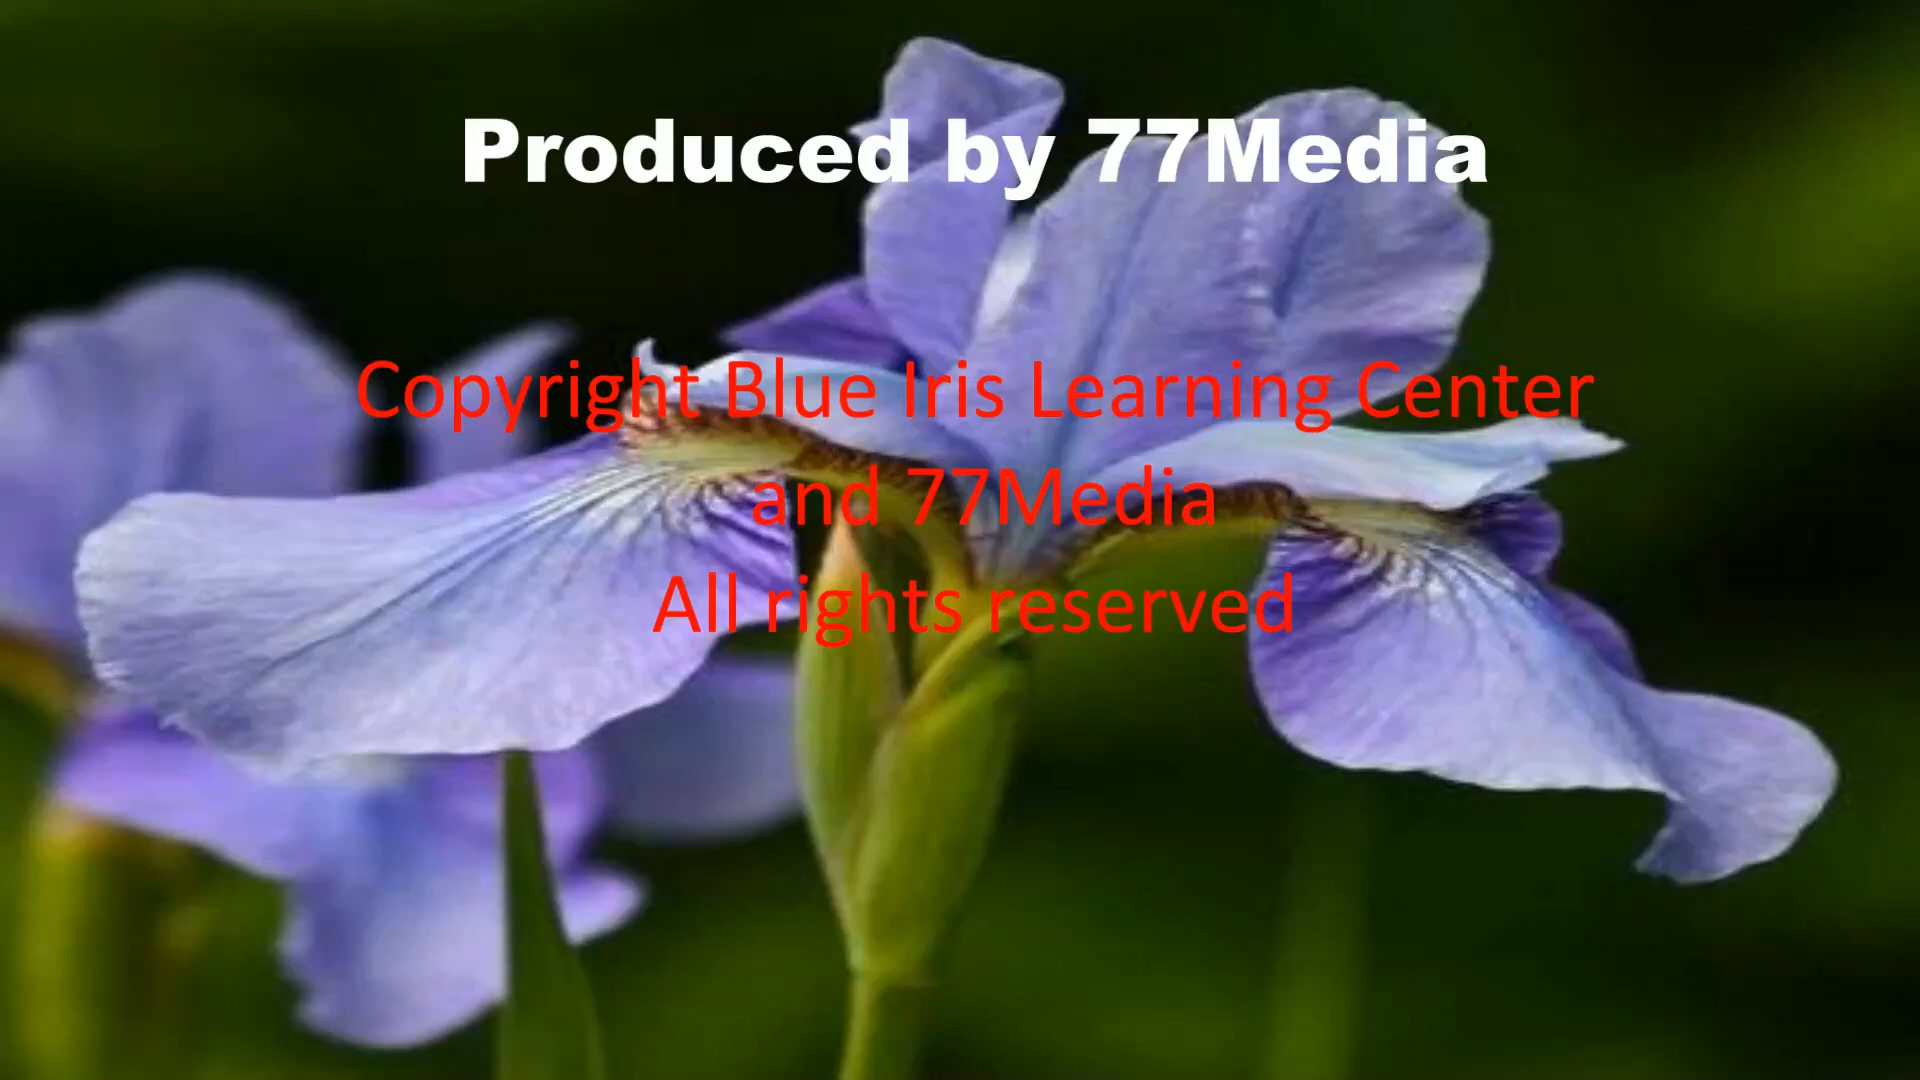 Produced by 77Media
Copyright Blue Iris Learning Center
and 77Media
All rights reserved